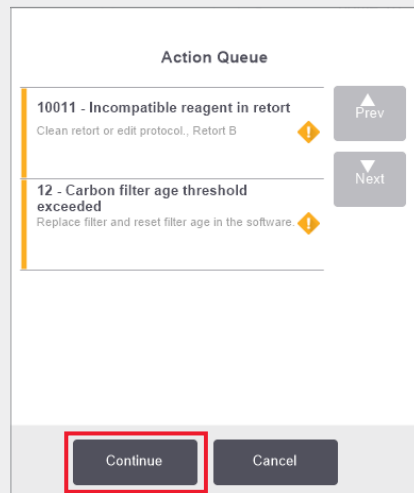 Action Queue
10011 - Incompatible reagent in retort
Clean retort or edit protocol., Retort B
Prev
Next
12 - Carbon filter age threshold
exceeded
Replace filter and reset filter age in the software.
Continue
Cancel